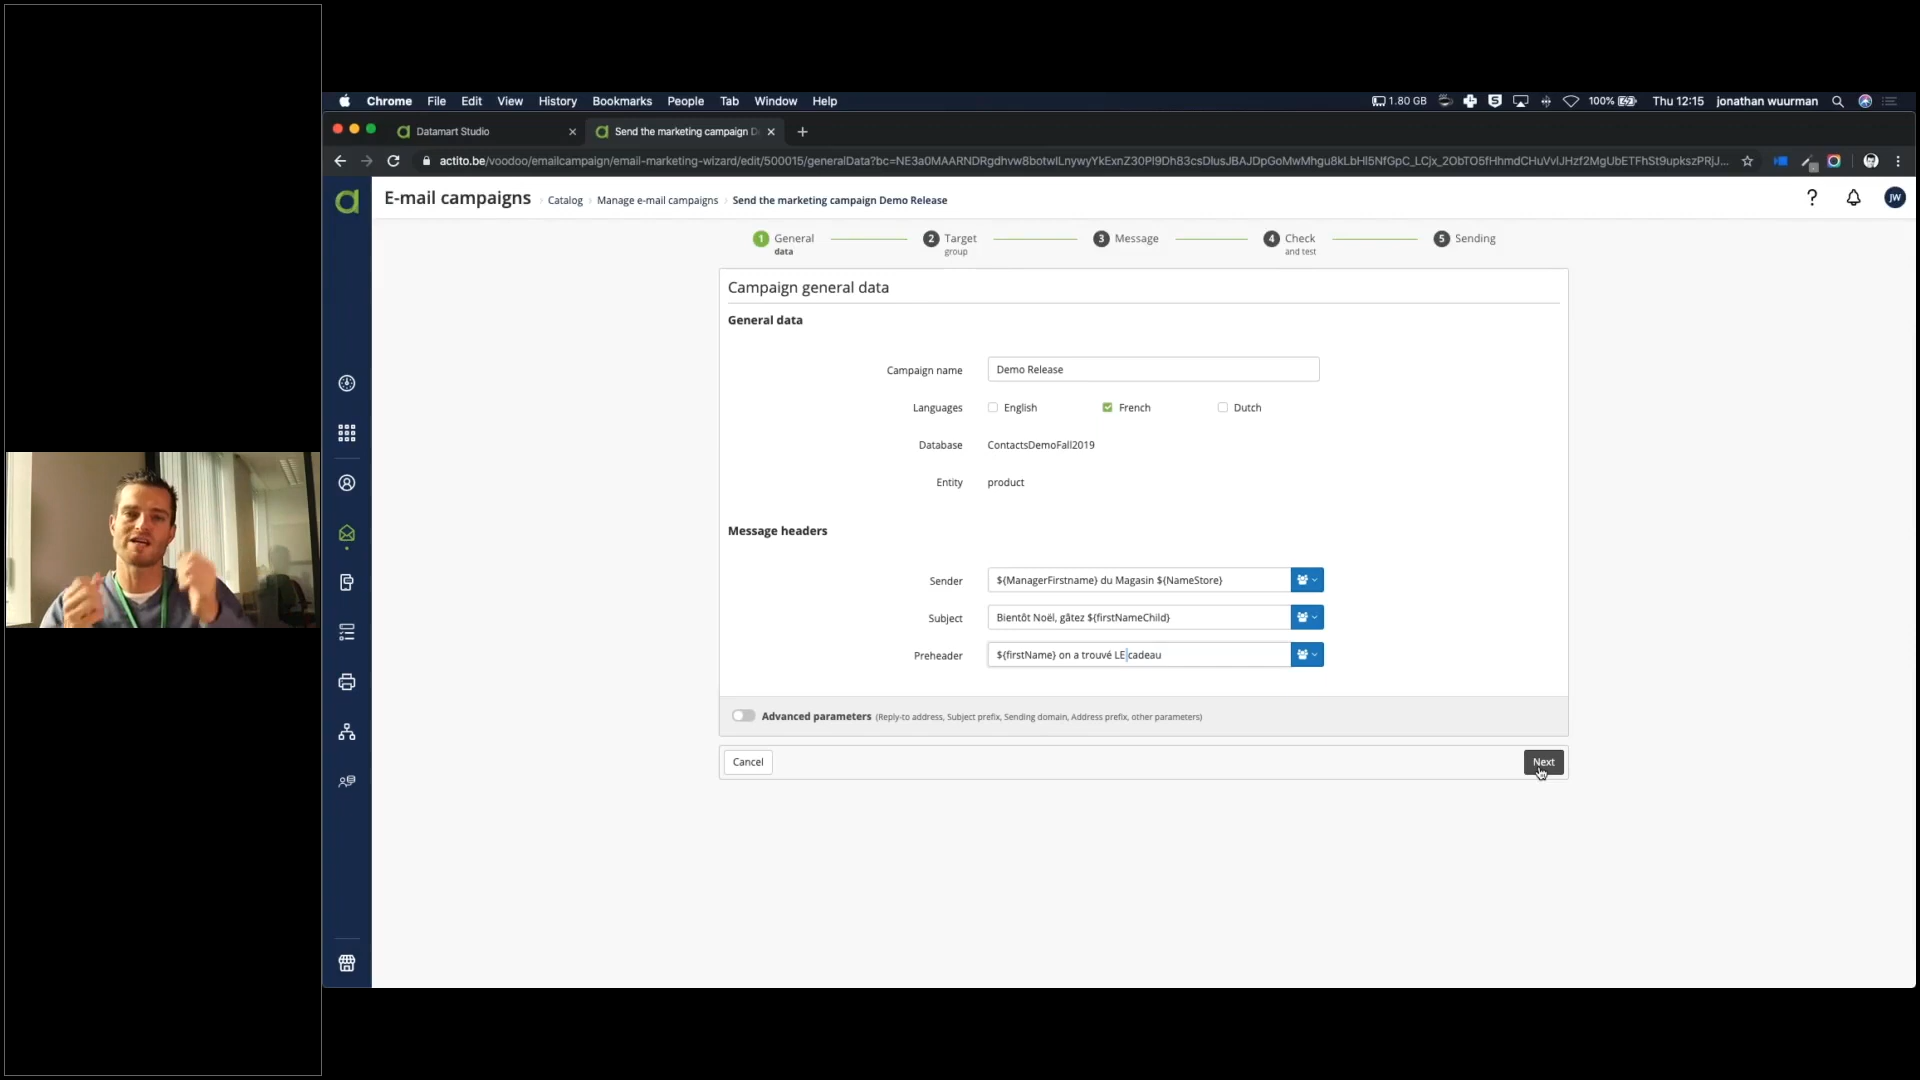 Chrome File Edit View History Bookmarks People Tab Window Help
1.80 GB 100% Thu 12:15 jonathan wuurman
Datamart Studio
Send the marketing campaign D
E-mail campaigns Catalog Manage e-mail campaigns Send the marketing campaign Demo Release
JW
1 General data
2 Target group
3 Message
4 Check and test
5 Sending
Campaign general data
General data
Campaign name Demo Release
Languages English French Dutch
Database ContactsDemoFall2019
Entity product
Message headers
Sender ${ManagerFirstname} du Magasin ${NameStore}
Subject Bientôt Noël, gâtez ${firstNameChild}
Preheader ${firstName} on a trouvé LE cadeau
Advanced parameters (Reply-to address, Subject prefix, Sending domain, Address prefix, other parameters)
Cancel Next